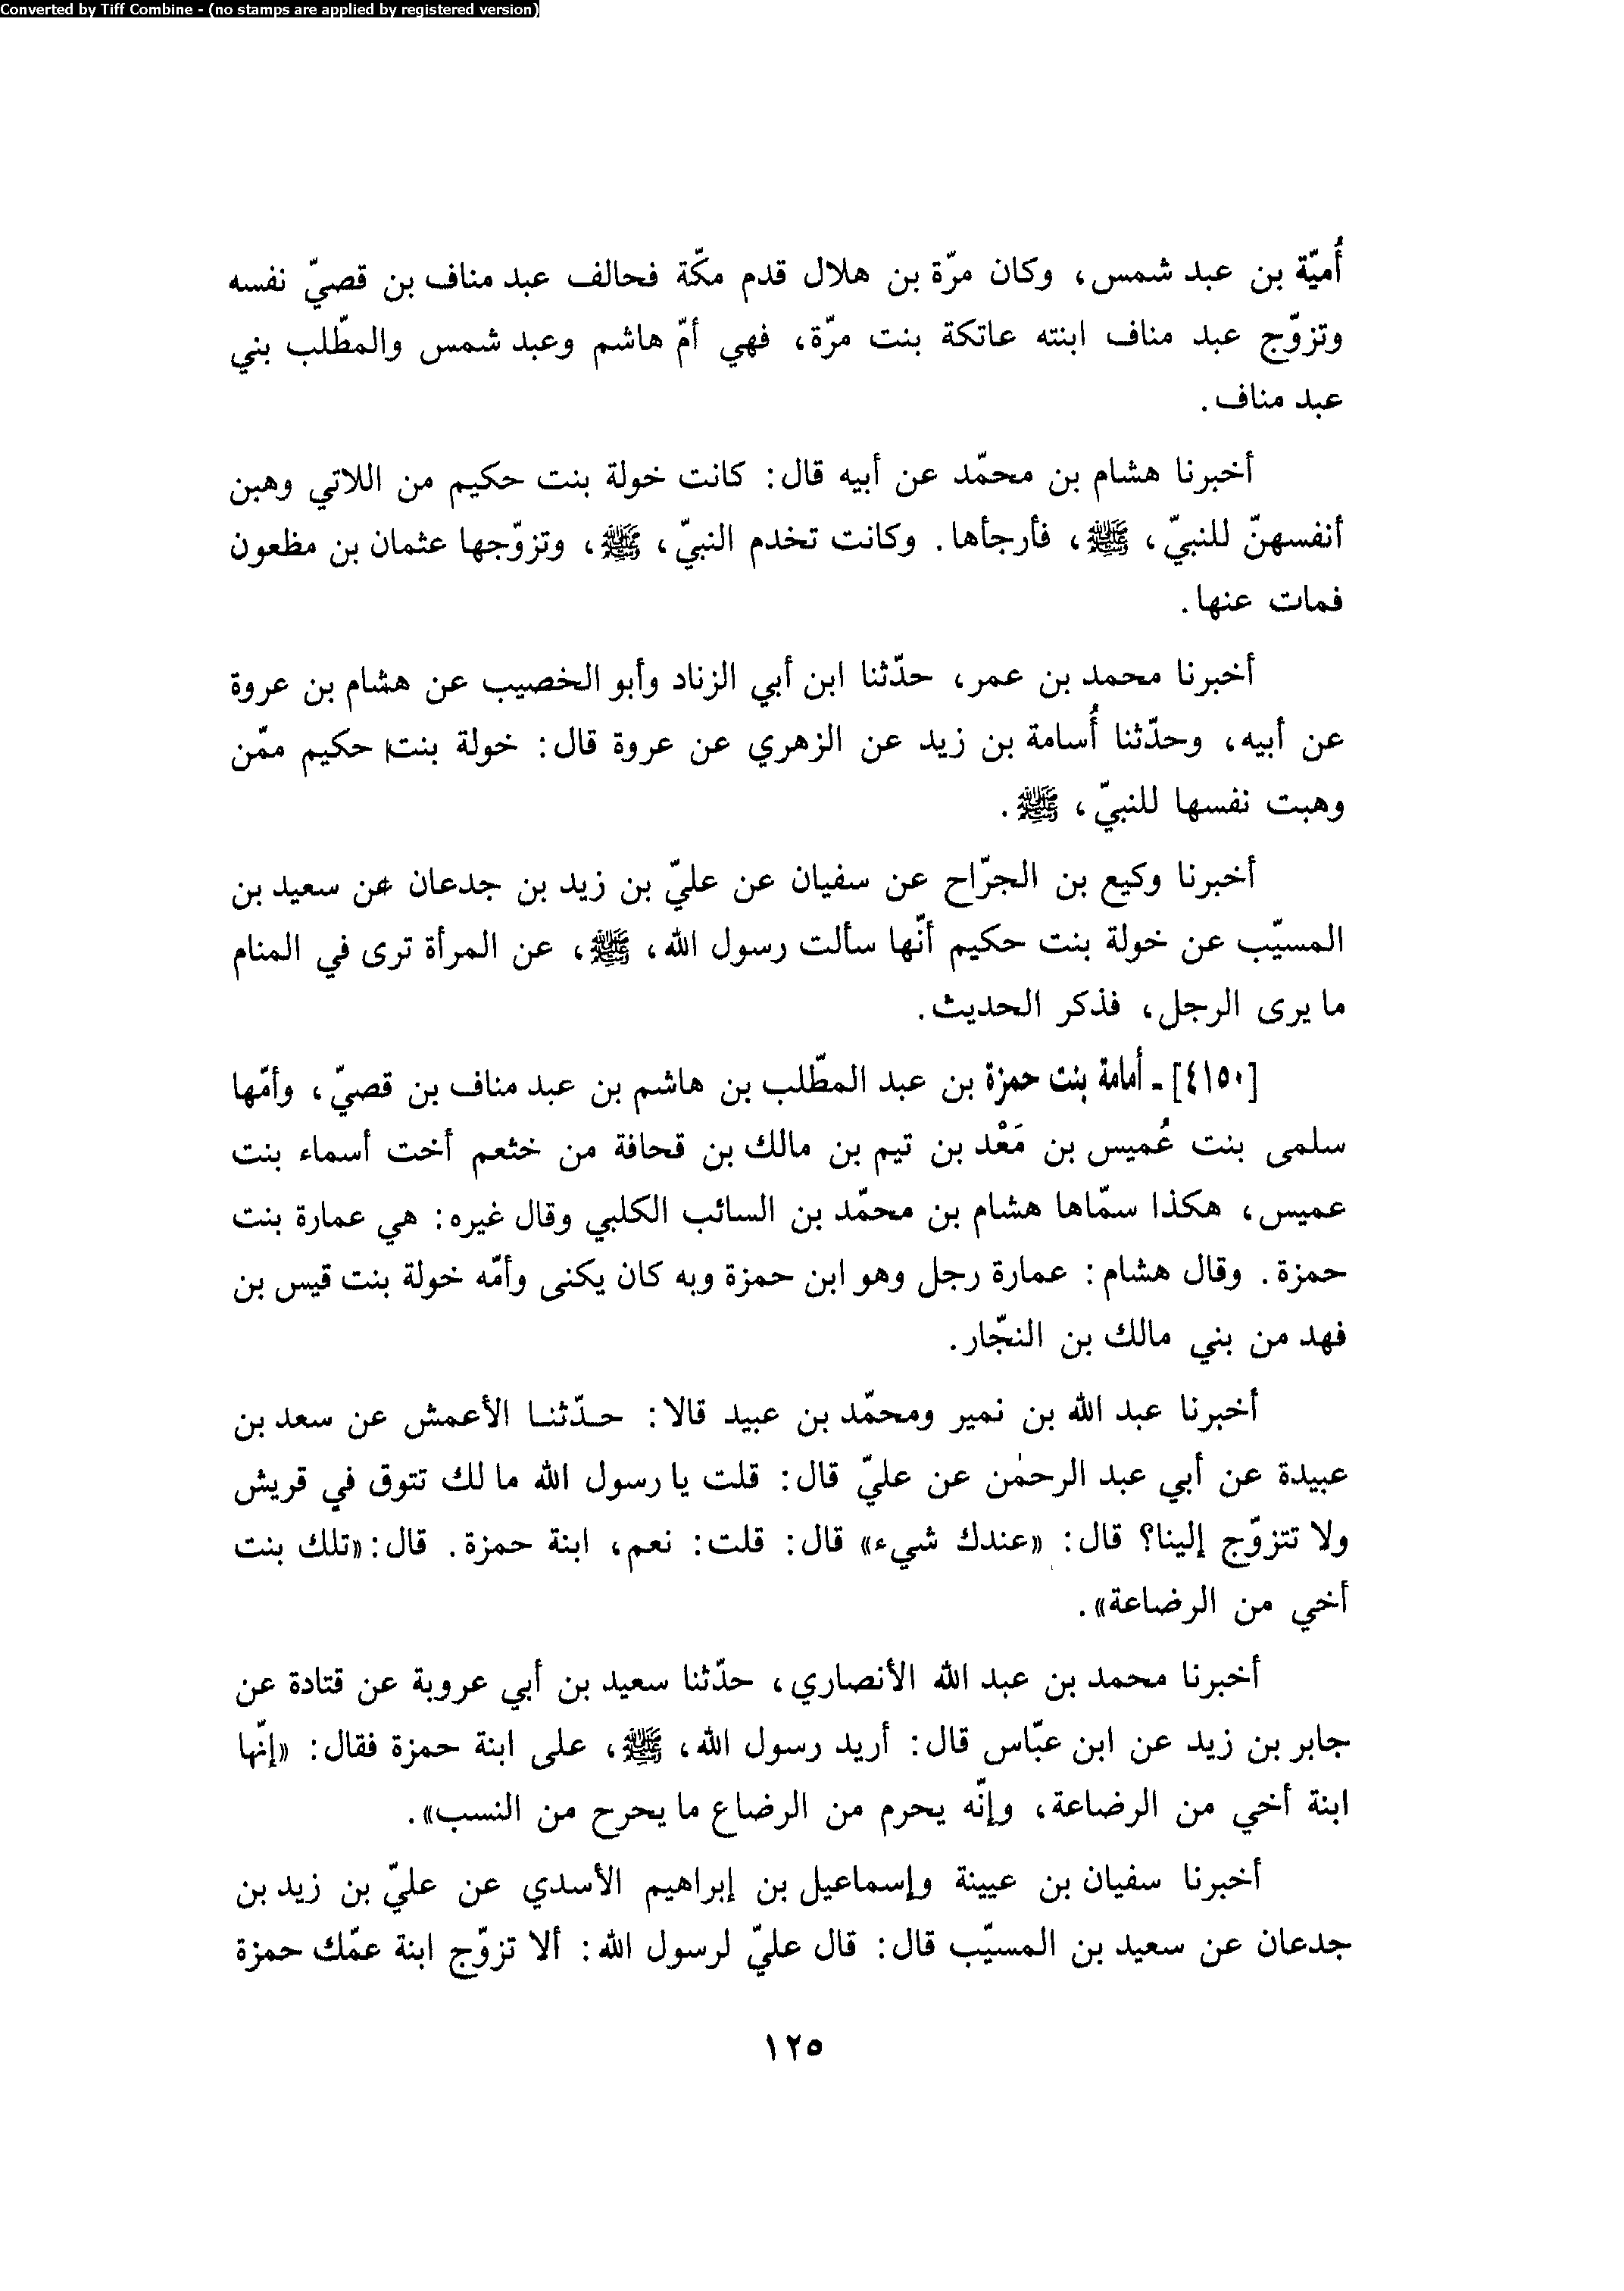 Converted by Tiff Combine - (no stamps are applied by registered version)
أُميّة بن عبد شمس، وكان مرّة بن هلال قدم مكّة فحالف عبد مناف بن قصيّ نفسه
وتزوّج عبد مناف ابنته عاتكة بنت مرّة، فهي أمّ هاشم وعبد شمس والمطّلب بني
عبد مناف.
أخبرنا هشام بن محمّد عن أبيه قال: كانت خولة بنت حكيم من اللاتي وهبن
أنفسهنّ للنبيّ، ﷺ، فأرجأها. وكانت تخدم النبيّ، ﷺ، وتزوّجها عثمان بن مظعون
فمات عنها.
أخبرنا محمد بن عمر، حدّثنا ابن أبي الزناد وأبو الخصيب عن هشام بن عروة
عن أبيه، وحدّثنا أُسامة بن زيد عن الزهري عن عروة قال: خولة بنت حكيم ممّن
وهبت نفسها للنبيّ، ﷺ.
أخبرنا وكيع بن الجرّاح عن سفيان عن عليّ بن زيد بن جدعان عن سعيد بن
المسيّب عن خولة بنت حكيم أنّها سألت رسول الله، ﷺ، عن المرأة ترى في المنام
ما يرى الرجل، فذكر الحديث.
[٤١٥٠] - أمامة بنت حمزة بن عبد المطّلب بن هاشم بن عبد مناف بن قصيّ، وأمّها
سلمى بنت عُميس بن مَعْد بن تيم بن مالك بن قحافة من خثعم أخت أسماء بنت
عميس، هكذا سمّاها هشام بن محمّد بن السائب الكلبي وقال غيره: هي عمارة بنت
حمزة. وقال هشام: عمارة رجل وهو ابن حمزة وبه كان يكنى وأمّه خولة بنت قيس بن
فهد من بني مالك بن النجّار.
أخبرنا عبد الله بن نمير ومحمّد بن عبيد قالا: حدّثنا الأعمش عن سعد بن
عبيدة عن أبي عبد الرحمٰن عن عليّ قال: قلت يا رسول الله ما لك تتوق في قريش
ولا تتزوّج إلينا؟ قال: «عندك شيء» قال: قلت: نعم، ابنة حمزة. قال: «تلك بنت
أخي من الرضاعة».
أخبرنا محمد بن عبد الله الأنصاري، حدّثنا سعيد بن أبي عروبة عن قتادة عن
جابر بن زيد عن ابن عبّاس قال: أريد رسول الله، ﷺ، على ابنة حمزة فقال: «إنّها
ابنة أخي من الرضاعة، وإنّه يحرم من الرضاع ما يحرح من النسب».
أخبرنا سفيان بن عيينة وإسماعيل بن إبراهيم الأسدي عن عليّ بن زيد بن
جدعان عن سعيد بن المسيّب قال: قال عليّ لرسول الله: ألا تزوّج ابنة عمّك حمزة
١٢٥